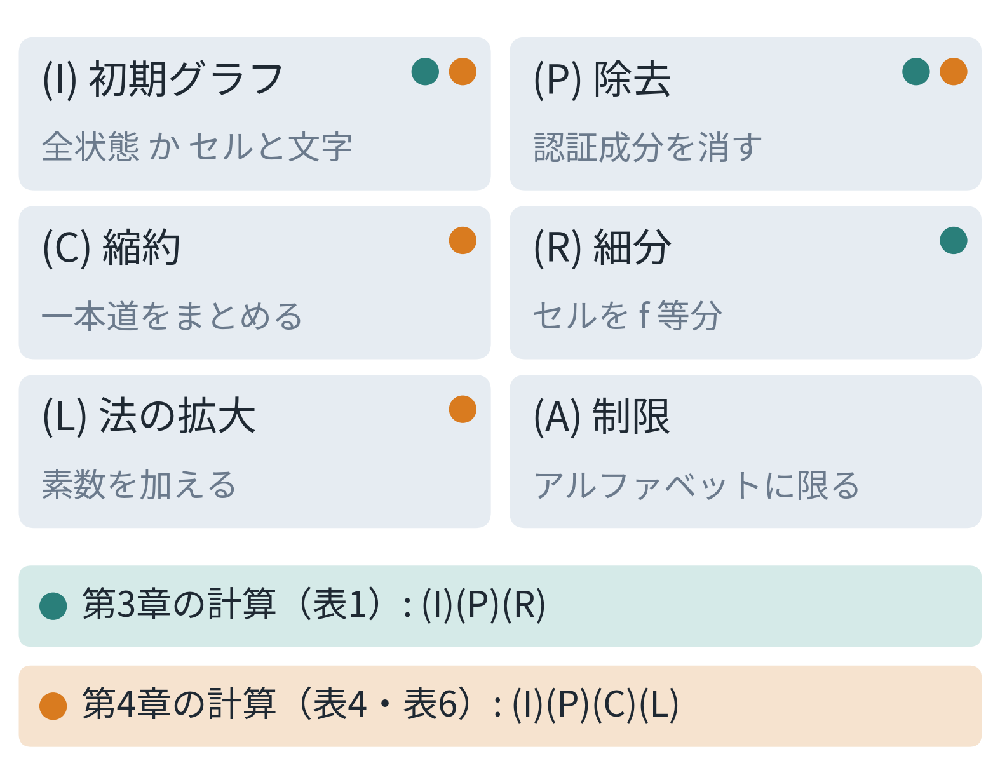 (I) 初期グラフ
全状態 か セルと文字
(P) 除去
認証成分を消す
(C) 縮約
一本道をまとめる
(R) 細分
セルを f 等分
(L) 法の拡大
素数を加える
(A) 制限
アルファベットに限る
第3章の計算（表1）: (I)(P)(R)
第4章の計算（表4・表6）: (I)(P)(C)(L)